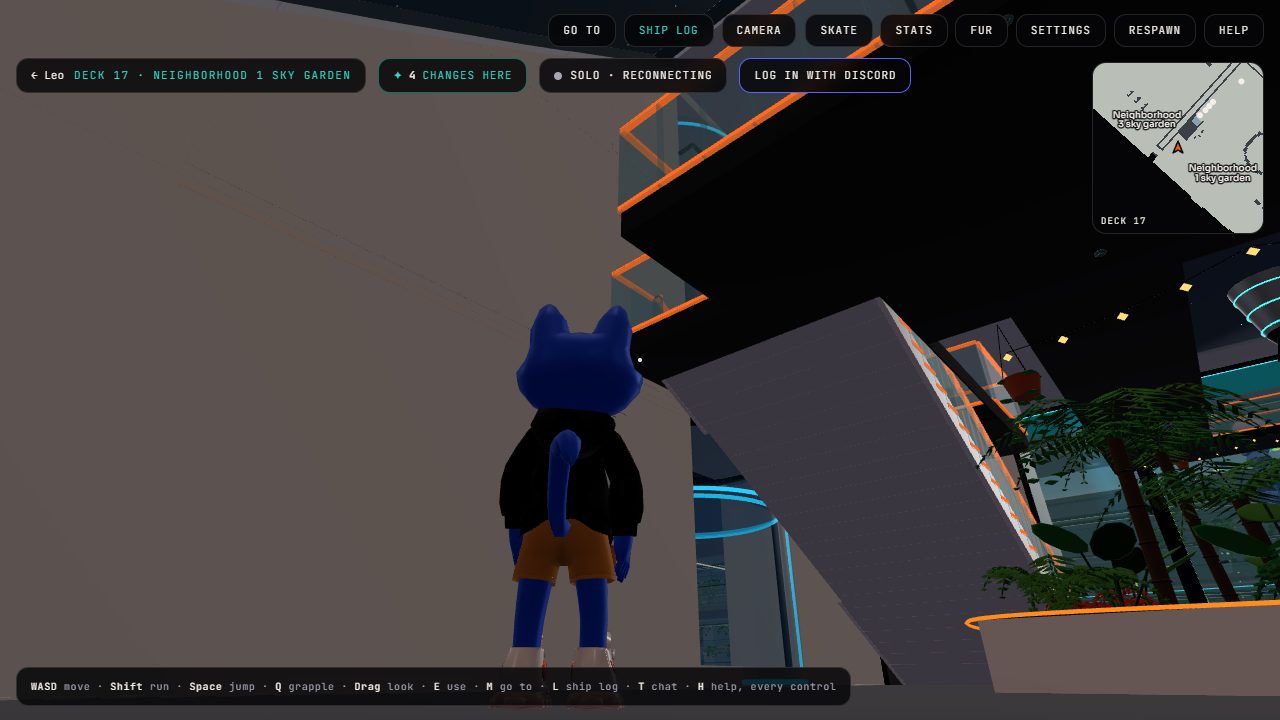 GO TO
SHIP LOG
CAMERA
SKATE
STATS
FUR
SETTINGS
RESPAWN
HELP
← Leo DECK 17 · NEIGHBORHOOD 1 SKY GARDEN
✦ 4 CHANGES HERE
SOLO · RECONNECTING
LOG IN WITH DISCORD
Neighborhood
3 sky garden
Neighborhood
1 sky garden
DECK 17
WASD move · Shift run · Space jump · Q grapple · Drag look · E use · M go to · L ship log · T chat · H help, every control